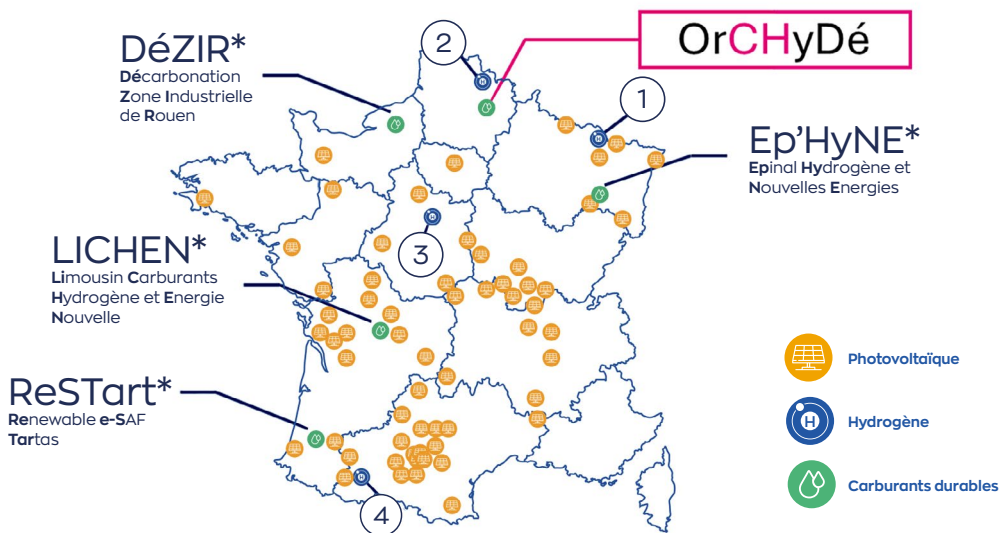 DéZIR*
Décarbonation
Zone Industrielle
de Rouen
2
OrCHyDé
1
Ep'HyNE*
Epinal Hydrogène et
Nouvelles Energies
LICHEN*
Limousin Carburants
Hydrogène et Energie
Nouvelle
3
ReSTart*
Renewable e-SAF
Tartas
4
Photovoltaïque
H Hydrogène
Carburants durables